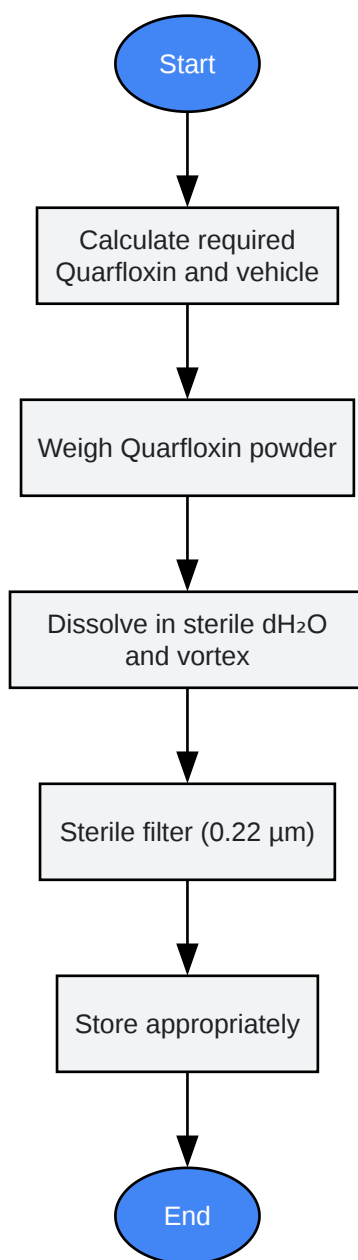 Start
Calculate required
Quarfloxin and vehicle
Weigh Quarfloxin powder
Dissolve in sterile dH₂O
and vortex
Sterile filter (0.22 µm)
Store appropriately
End